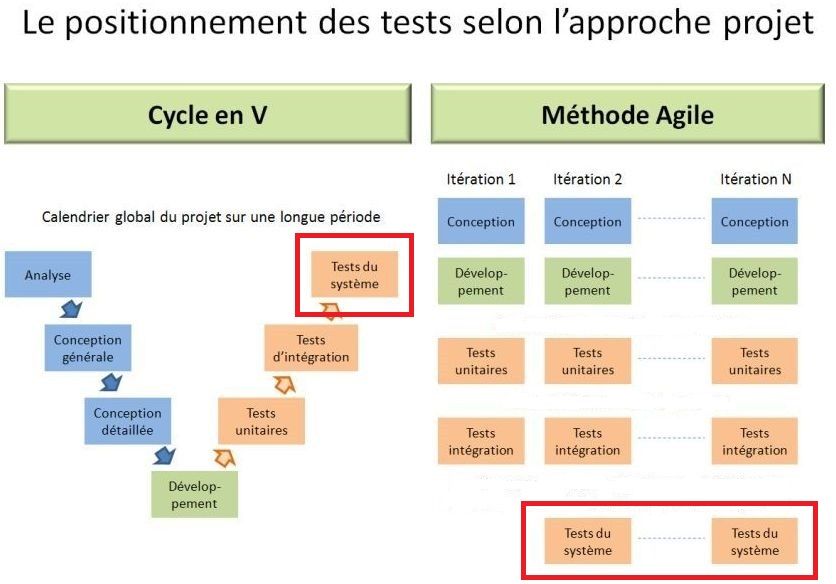 Le positionnement des tests selon l'approche projet
Cycle en V
Calendrier global du projet sur une longue période
Analyse
Conception
générale
Conception
détaillée
Dévelop-
pement
Tests
unitaires
Tests
d'intégration
Tests du
système
Méthode Agile
Itération 1
Itération 2
Itération N
Conception
Conception
Conception
Dévelop-
pement
Dévelop-
pement
Dévelop-
pement
Tests
unitaires
Tests
unitaires
Tests
unitaires
Tests
intégration
Tests
intégration
Tests
intégration
Tests du
système
Tests du
système